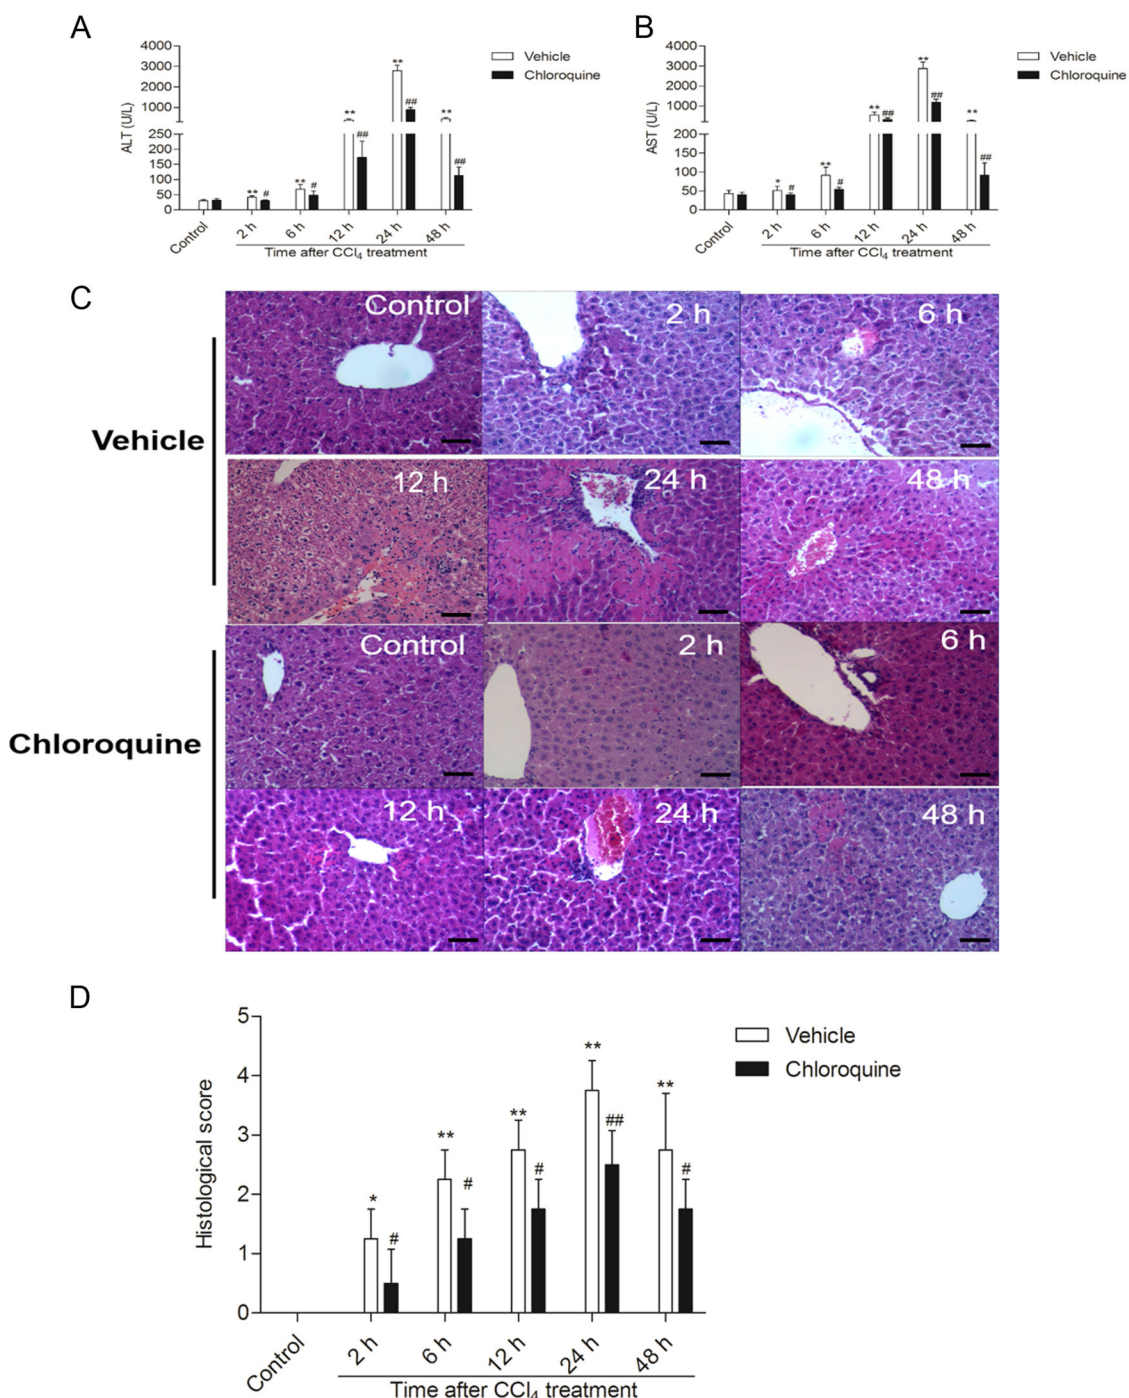 A
ALT (U/L)
4000
3000
2000
1000
250
200
150
100
50
0
**
#
**
#
**
##
**
##
**
##
Vehicle
Chloroquine
Control
2 h
6 h
12 h
24 h
48 h
Time after CCl₄ treatment
B
AST (U/L)
4000
3000
2000
1000
200
150
100
50
0
*
#
**
#
**
##
**
##
**
##
Vehicle
Chloroquine
Control
2 h
6 h
12 h
24 h
48 h
Time after CCl₄ treatment
C
Vehicle
Control
2 h
6 h
12 h
24 h
48 h
Chloroquine
Control
2 h
6 h
12 h
24 h
48 h
D
Histological score
5
4
3
2
1
0
*
#
**
#
**
#
**
##
**
#
Vehicle
Chloroquine
Control
2 h
6 h
12 h
24 h
48 h
Time after CCl₄ treatment